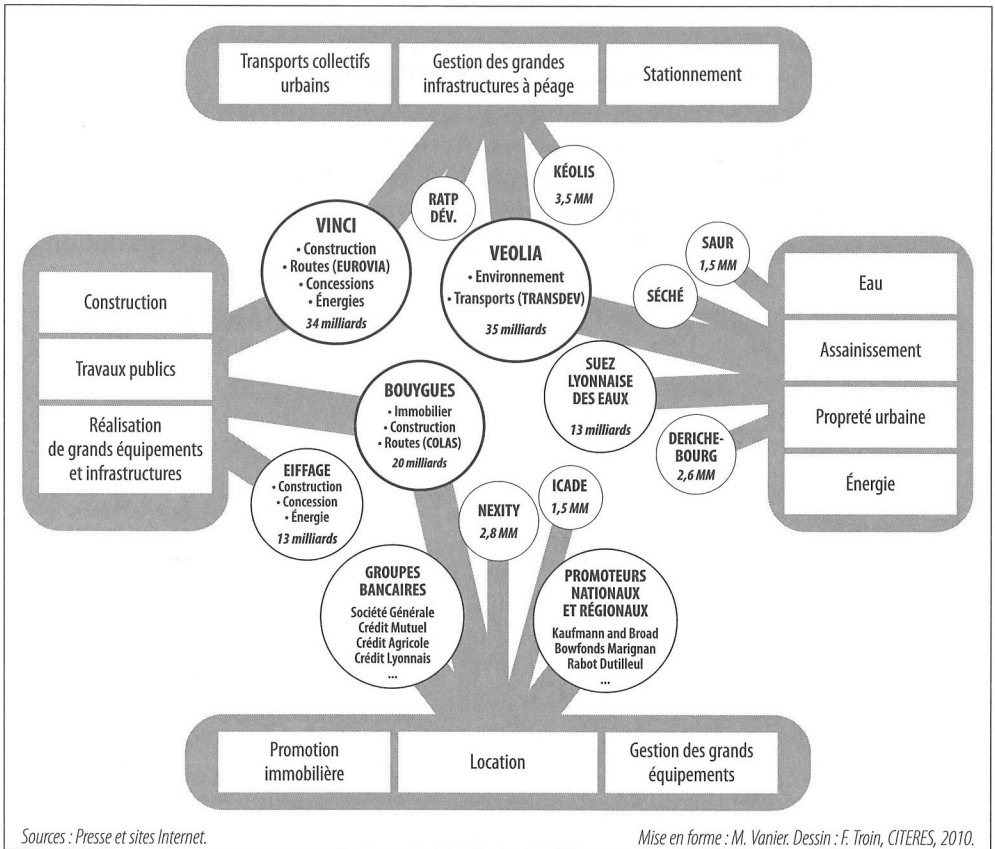 Transports collectifs
urbains
Gestion des grandes
infrastructures à péage
Stationnement
KÉOLIS
3,5 MM
RATP
DÉV.
VINCI
• Construction
• Routes (EUROVIA)
• Concessions
• Énergies
34 milliards
VEOLIA
• Environnement
• Transports (TRANSDEV)
35 milliards
SAUR
1,5 MM
SÉCHÉ
Construction
Travaux publics
Réalisation
de grands équipements
et infrastructures
Eau
Assainissement
Propreté urbaine
Énergie
BOUYGUES
• Immobilier
• Construction
• Routes (COLAS)
20 milliards
SUEZ
LYONNAISE
DES EAUX
13 milliards
DERICHE-
BOURG
2,6 MM
EIFFAGE
• Construction
• Concession
• Énergie
13 milliards
NEXITY
2,8 MM
ICADE
1,5 MM
GROUPES
BANCAIRES
Société Générale
Crédit Mutuel
Crédit Agricole
Crédit Lyonnais
...
PROMOTEURS
NATIONAUX
ET RÉGIONAUX
Kaufmann and Broad
Bowfonds Marignan
Rabot Dutilleul
...
Promotion
immobilière
Location
Gestion des grands
équipements
Sources : Presse et sites Internet.
Mise en forme : M. Vanier. Dessin : F. Troin, CITERES, 2010.